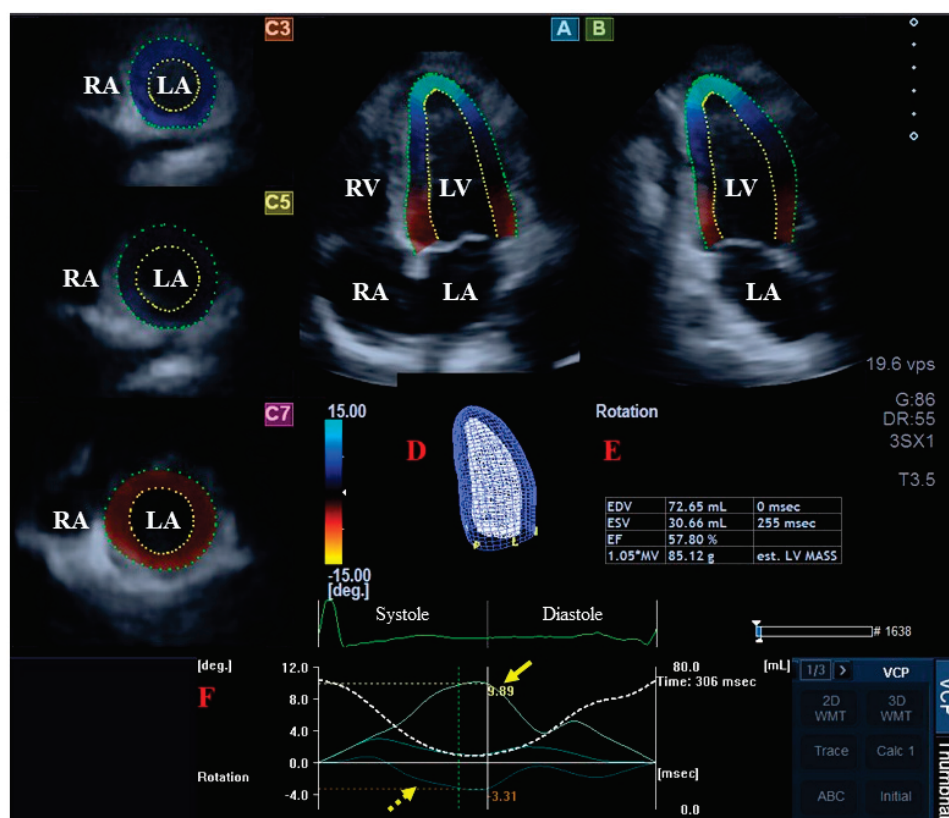 C3
RA
LA
C5
RA
LA
C7
RA
LA
A
RV
LV
RA
LA
B
LV
LA
19.6 vps
G:86
DR:55
3SX1
T3.5
15.00
-15.00
[deg.]
D
Rotation
E
EDV 72.65 mL 0 msec
ESV 30.66 mL 255 msec
EF 57.80 %
1.05*MV 85.12 g est. LV MASS
Systole
Diastole
# 1638
[deg.]
F
12.0
8.0
4.0
0.0
-4.0
Rotation
9.89
-3.31
80.0
[mL]
Time: 306 msec
[msec]
0.0
1/3 > VCP
2D WMT
3D WMT
Trace
Calc 1
ABC
Initial
VCP